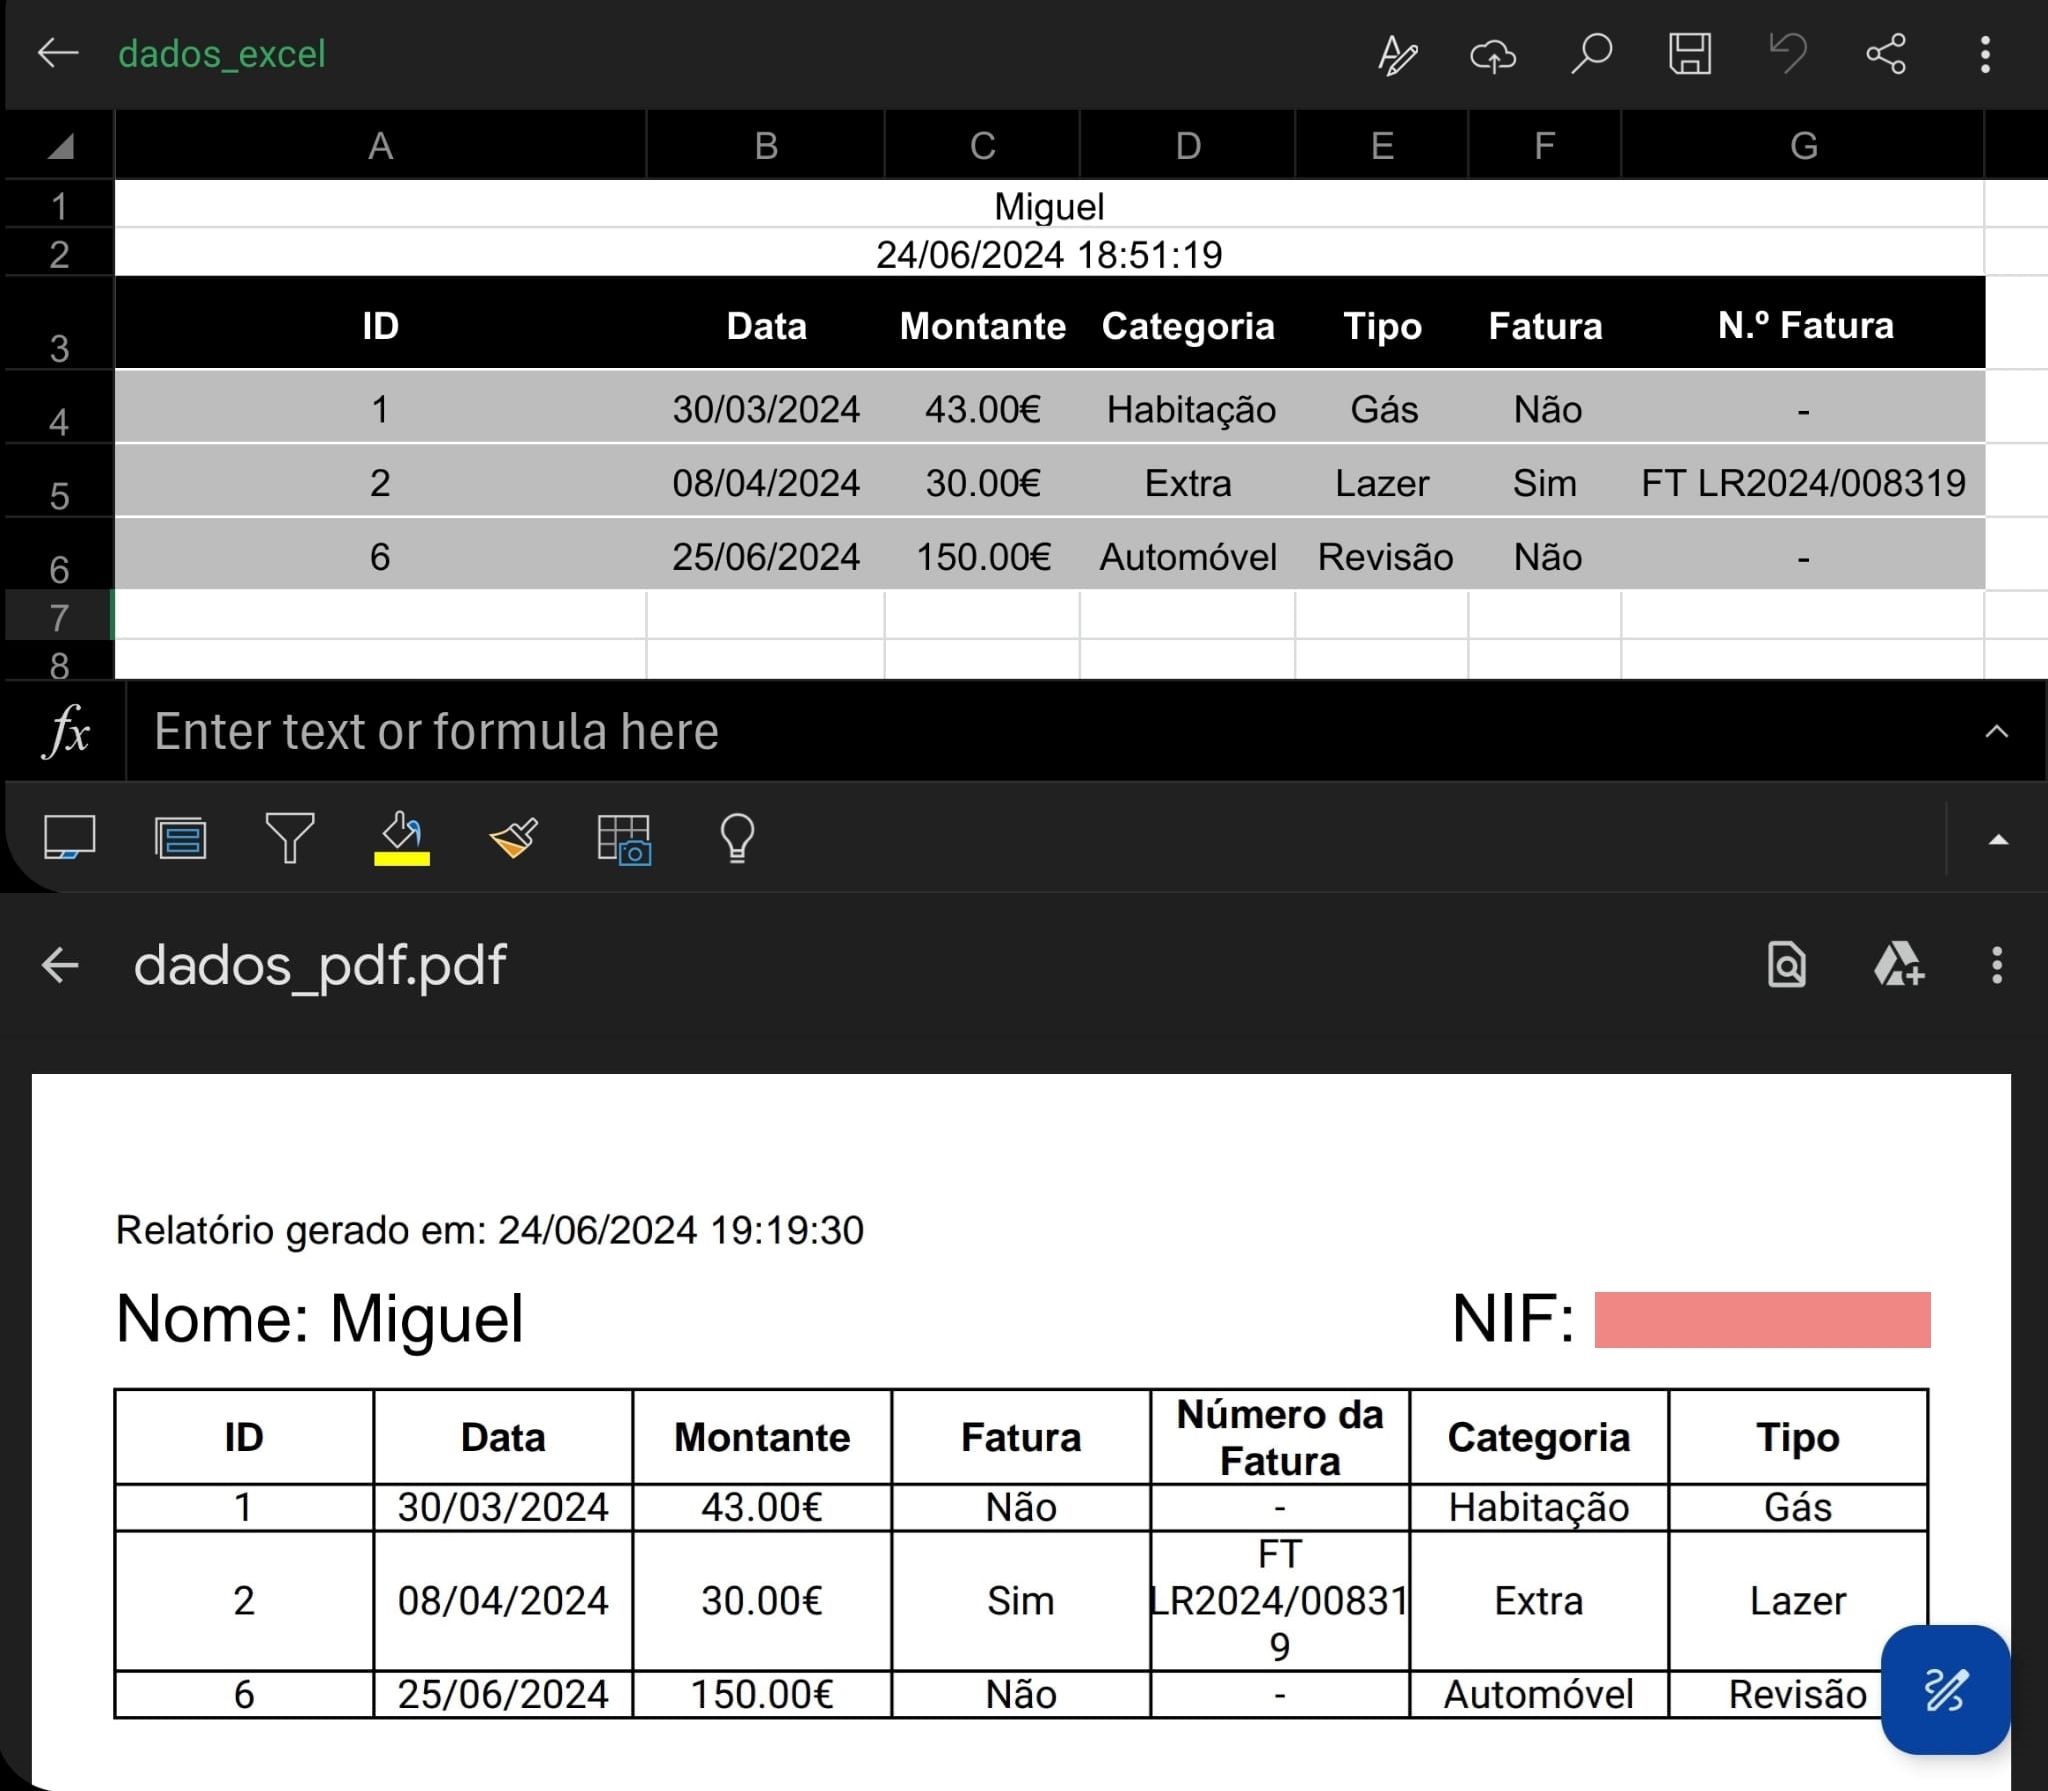 dados_excel
A B C D E F G
1 Miguel
2 24/06/2024 18:51:19
3 ID Data Montante Categoria Tipo Fatura N.º Fatura
4 1 30/03/2024 43.00€ Habitação Gás Não -
5 2 08/04/2024 30.00€ Extra Lazer Sim FT LR2024/008319
6 6 25/06/2024 150.00€ Automóvel Revisão Não -
7
8
fx Enter text or formula here
dados_pdf.pdf
Relatório gerado em: 24/06/2024 19:19:30
Nome: Miguel NIF:
ID Data Montante Fatura Número da Fatura Categoria Tipo
1 30/03/2024 43.00€ Não - Habitação Gás
2 08/04/2024 30.00€ Sim FT LR2024/008319 Extra Lazer
6 25/06/2024 150.00€ Não - Automóvel Revisão